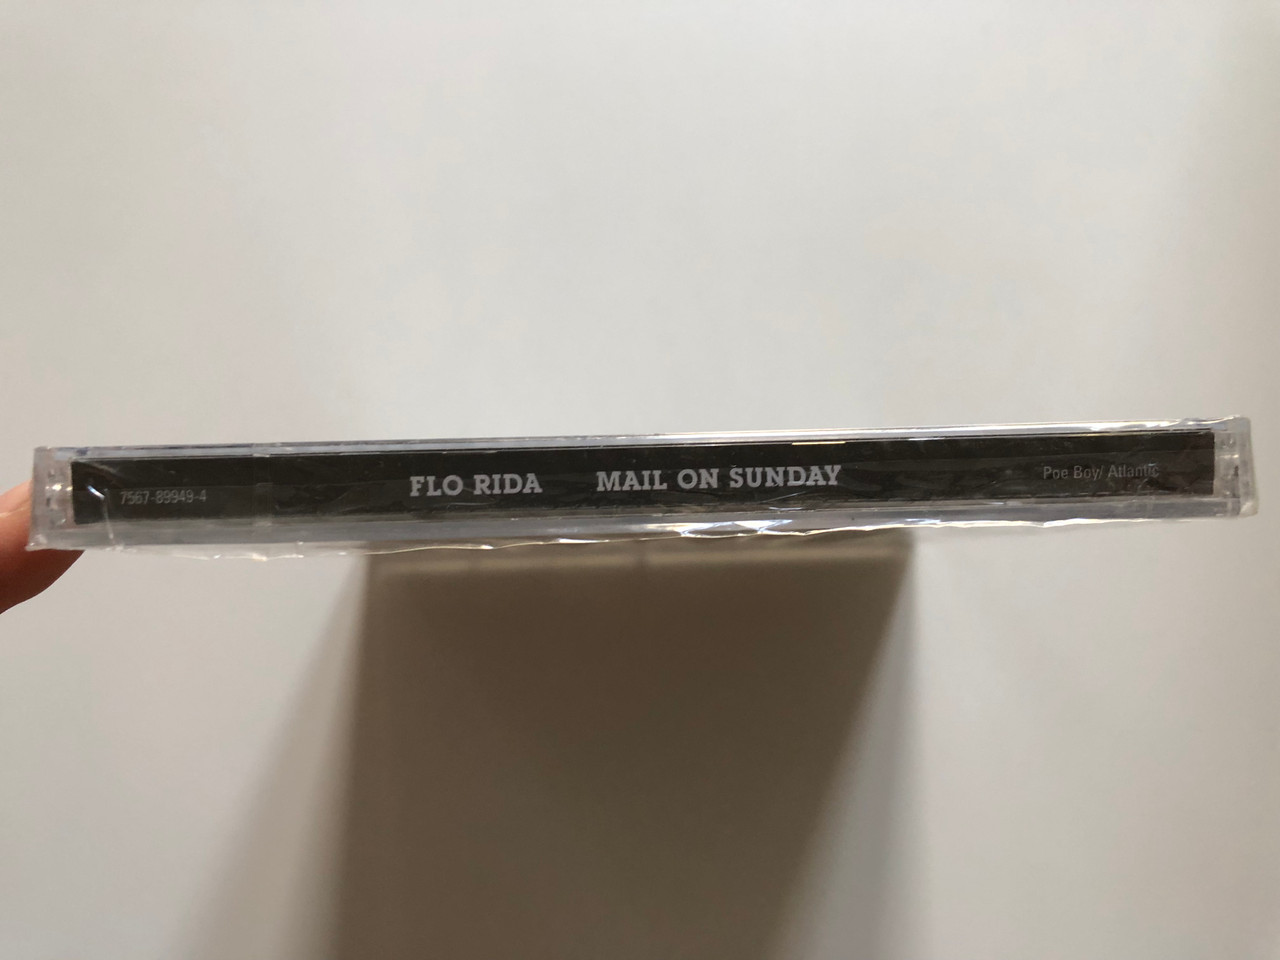 7567-89949-4 FLO RIDA MAIL ON SUNDAY Poe Boy/ Atlantic